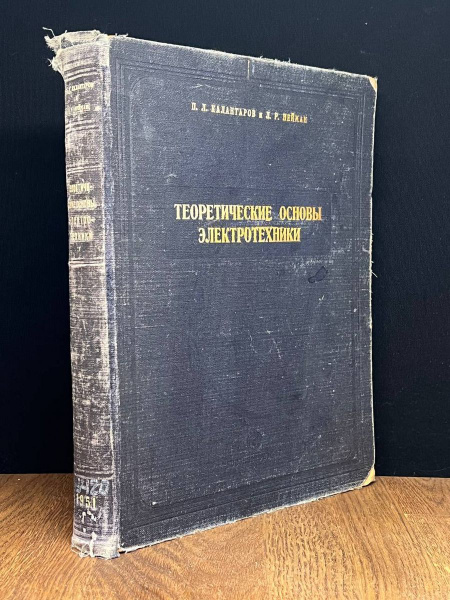 П. Л. КАЛАНТАРОВ и Л. Р. НЕЙМАН
ТЕОРЕТИЧЕСКИЕ ОСНОВЫ
ЭЛЕКТРОТЕХНИКИ
1951